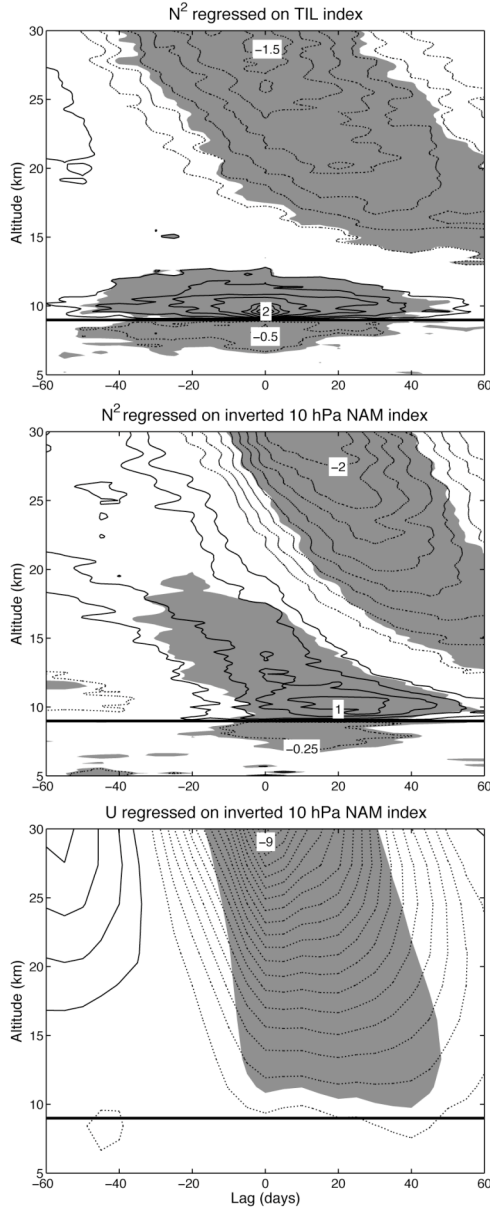 N² regressed on TIL index
30
25
20
15
10
5
Altitude (km)
−1.5
2
−0.5
−60 −40 −20 0 20 40 60
N² regressed on inverted 10 hPa NAM index
30
25
20
15
10
5
Altitude (km)
−2
1
−0.25
−60 −40 −20 0 20 40 60
U regressed on inverted 10 hPa NAM index
30
25
20
15
10
5
Altitude (km)
−9
−60 −40 −20 0 20 40 60
Lag (days)